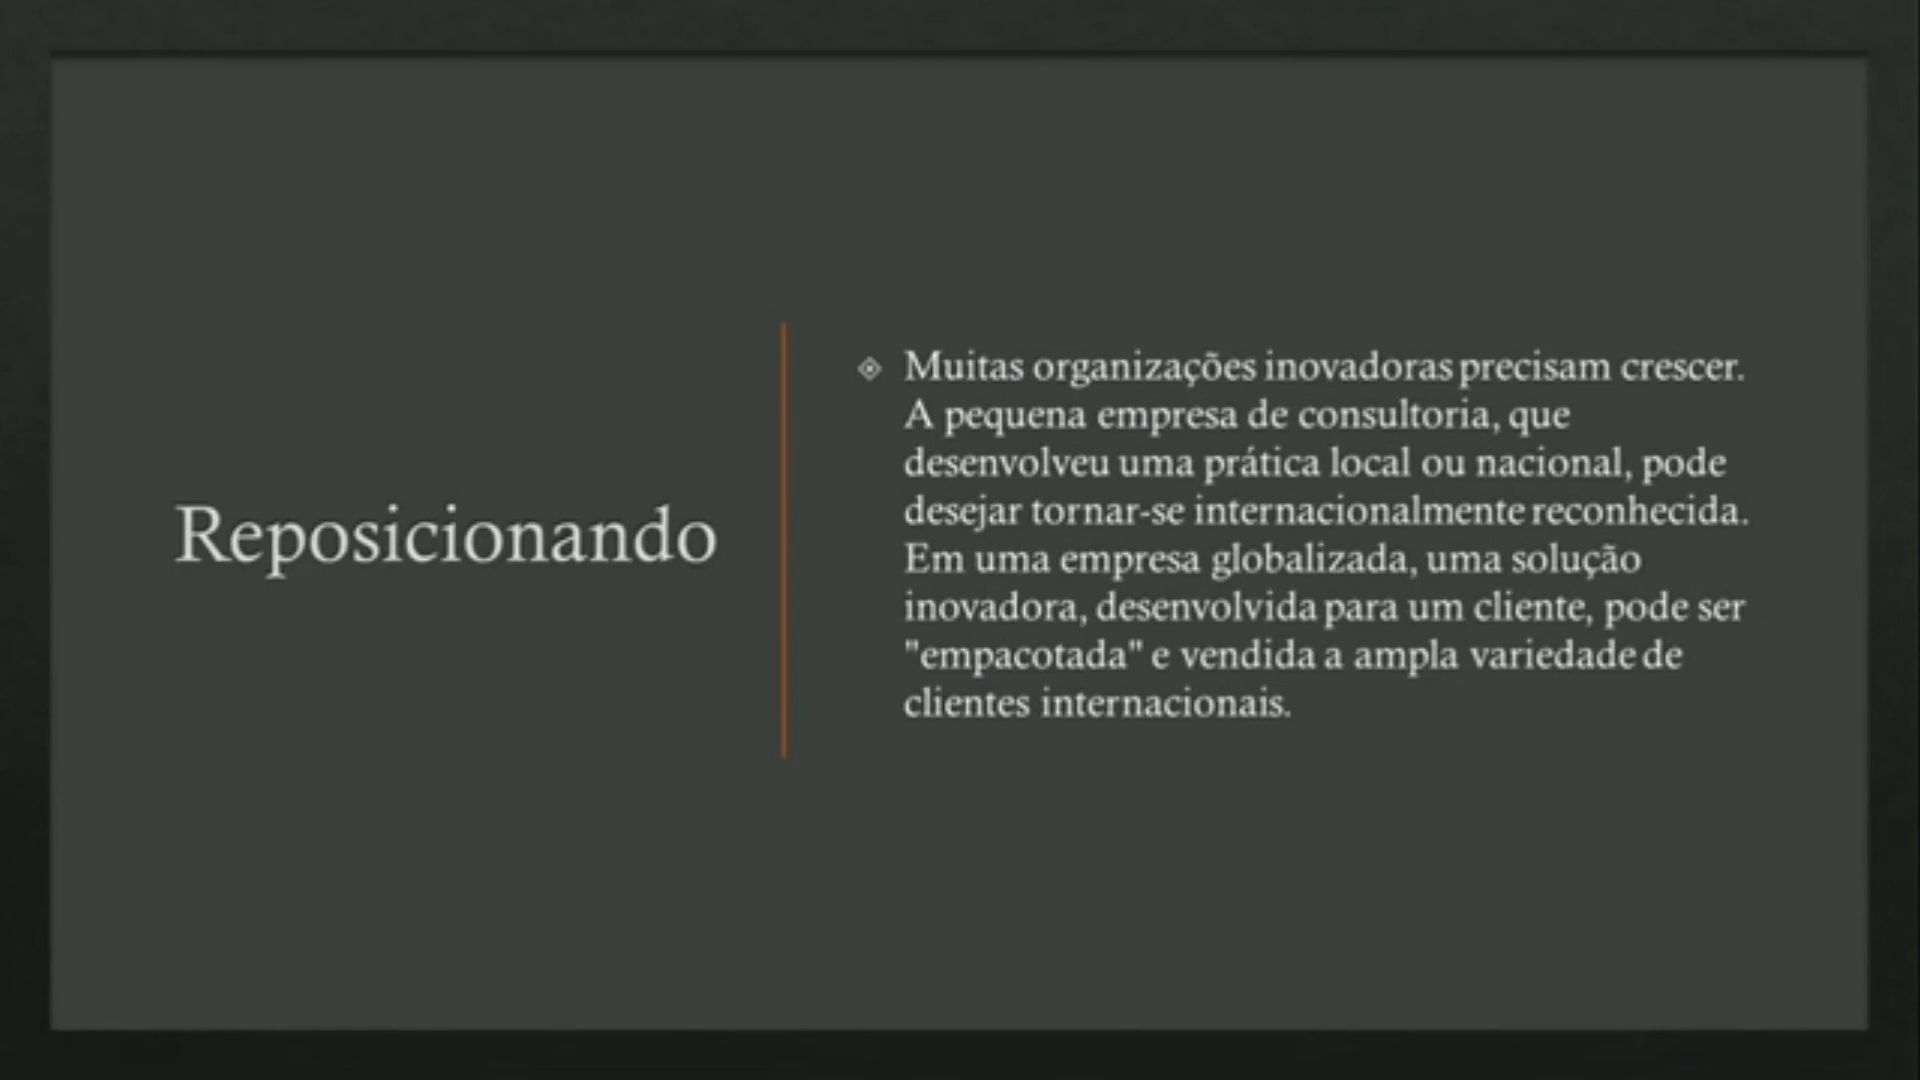 Reposicionando
Muitas organizações inovadoras precisam crescer.
A pequena empresa de consultoria, que
desenvolveu uma prática local ou nacional, pode
desejar tornar-se internacionalmente reconhecida.
Em uma empresa globalizada, uma solução
inovadora, desenvolvida para um cliente, pode ser
"empacotada" e vendida a ampla variedade de
clientes internacionais.